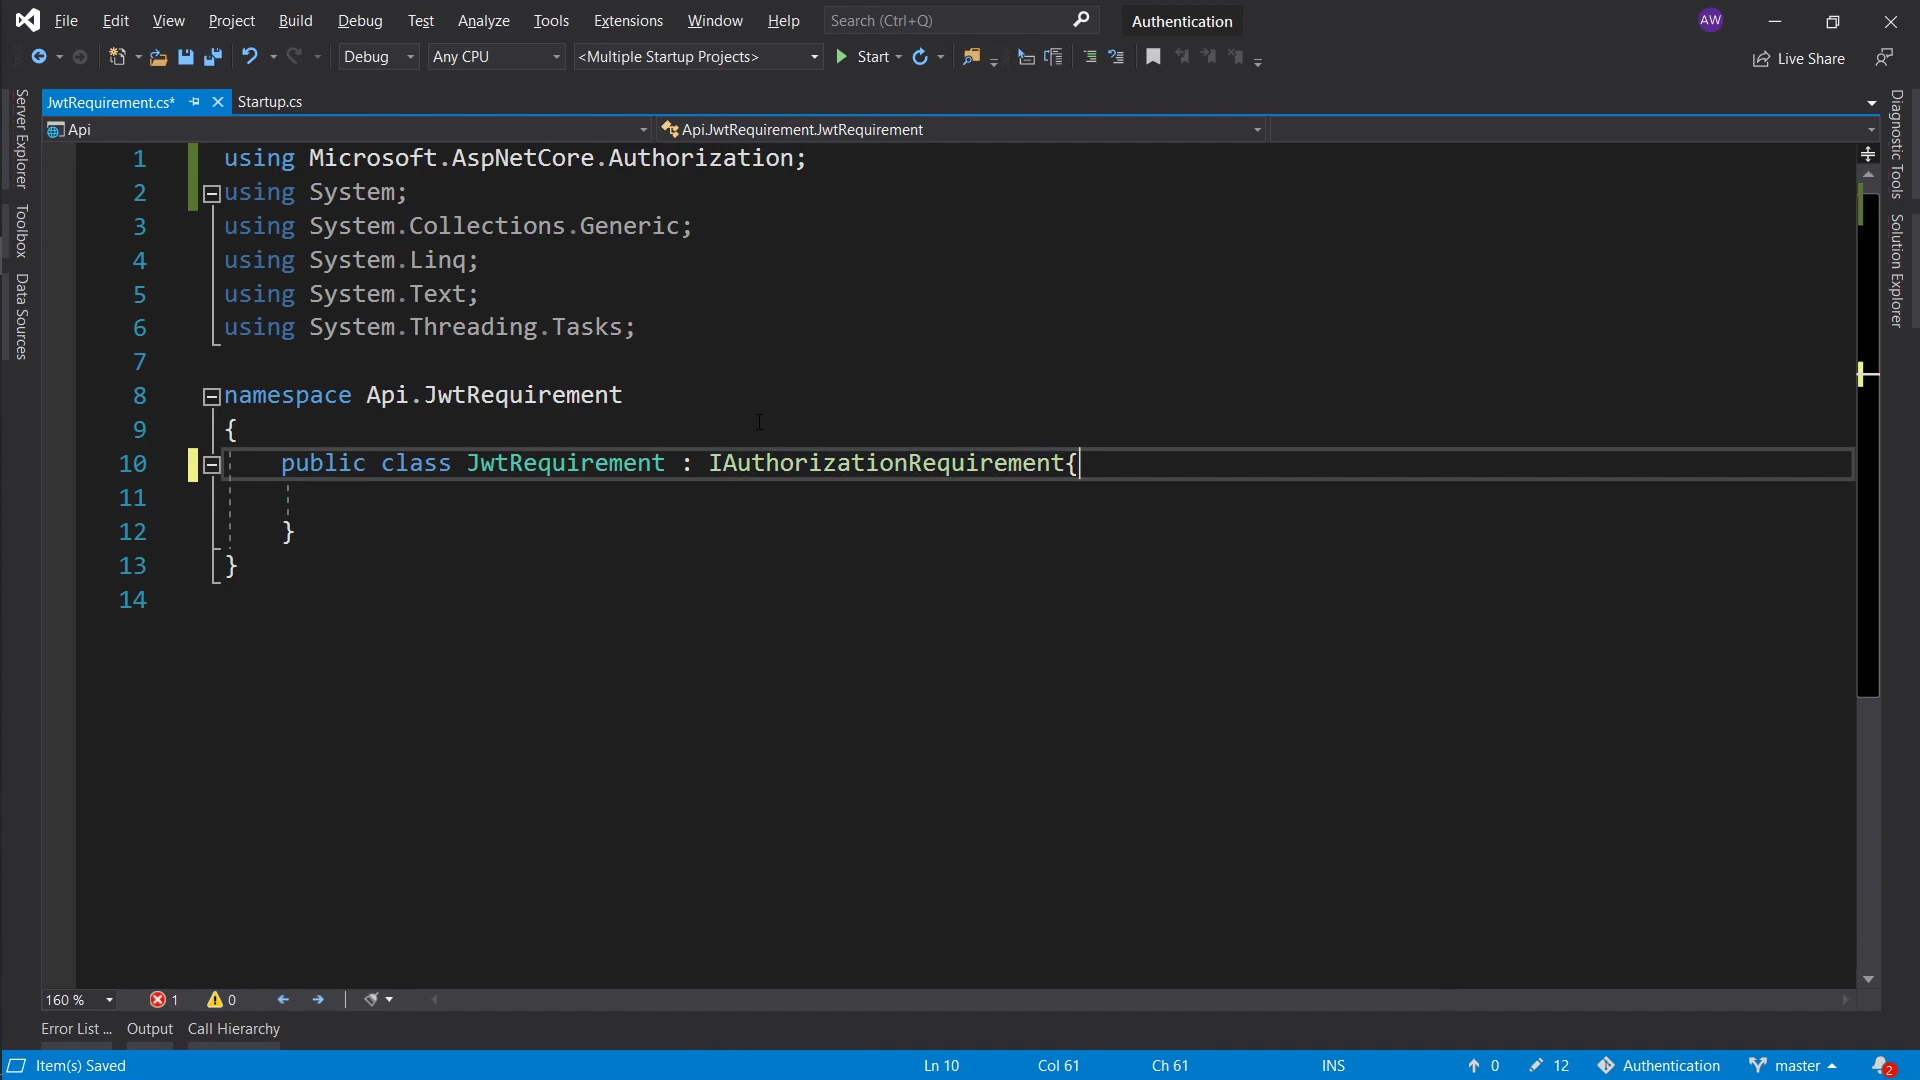 File Edit View Project Build Debug Test Analyze Tools Extensions Window Help Search (Ctrl+Q) Authentication AW
Debug Any CPU <Multiple Startup Projects> Start Live Share
JwtRequirement.cs* Startup.cs
Api Api.JwtRequirement.JwtRequirement
Server Explorer
Toolbox
Data Sources
Diagnostic Tools
Solution Explorer
1 using Microsoft.AspNetCore.Authorization;
2 using System;
3 using System.Collections.Generic;
4 using System.Linq;
5 using System.Text;
6 using System.Threading.Tasks;
7
8 namespace Api.JwtRequirement
9 {
10 public class JwtRequirement : IAuthorizationRequirement{
11
12 }
13 }
14
160 % 1 0
Error List ... Output Call Hierarchy
Item(s) Saved Ln 10 Col 61 Ch 61 INS 0 12 Authentication master 2